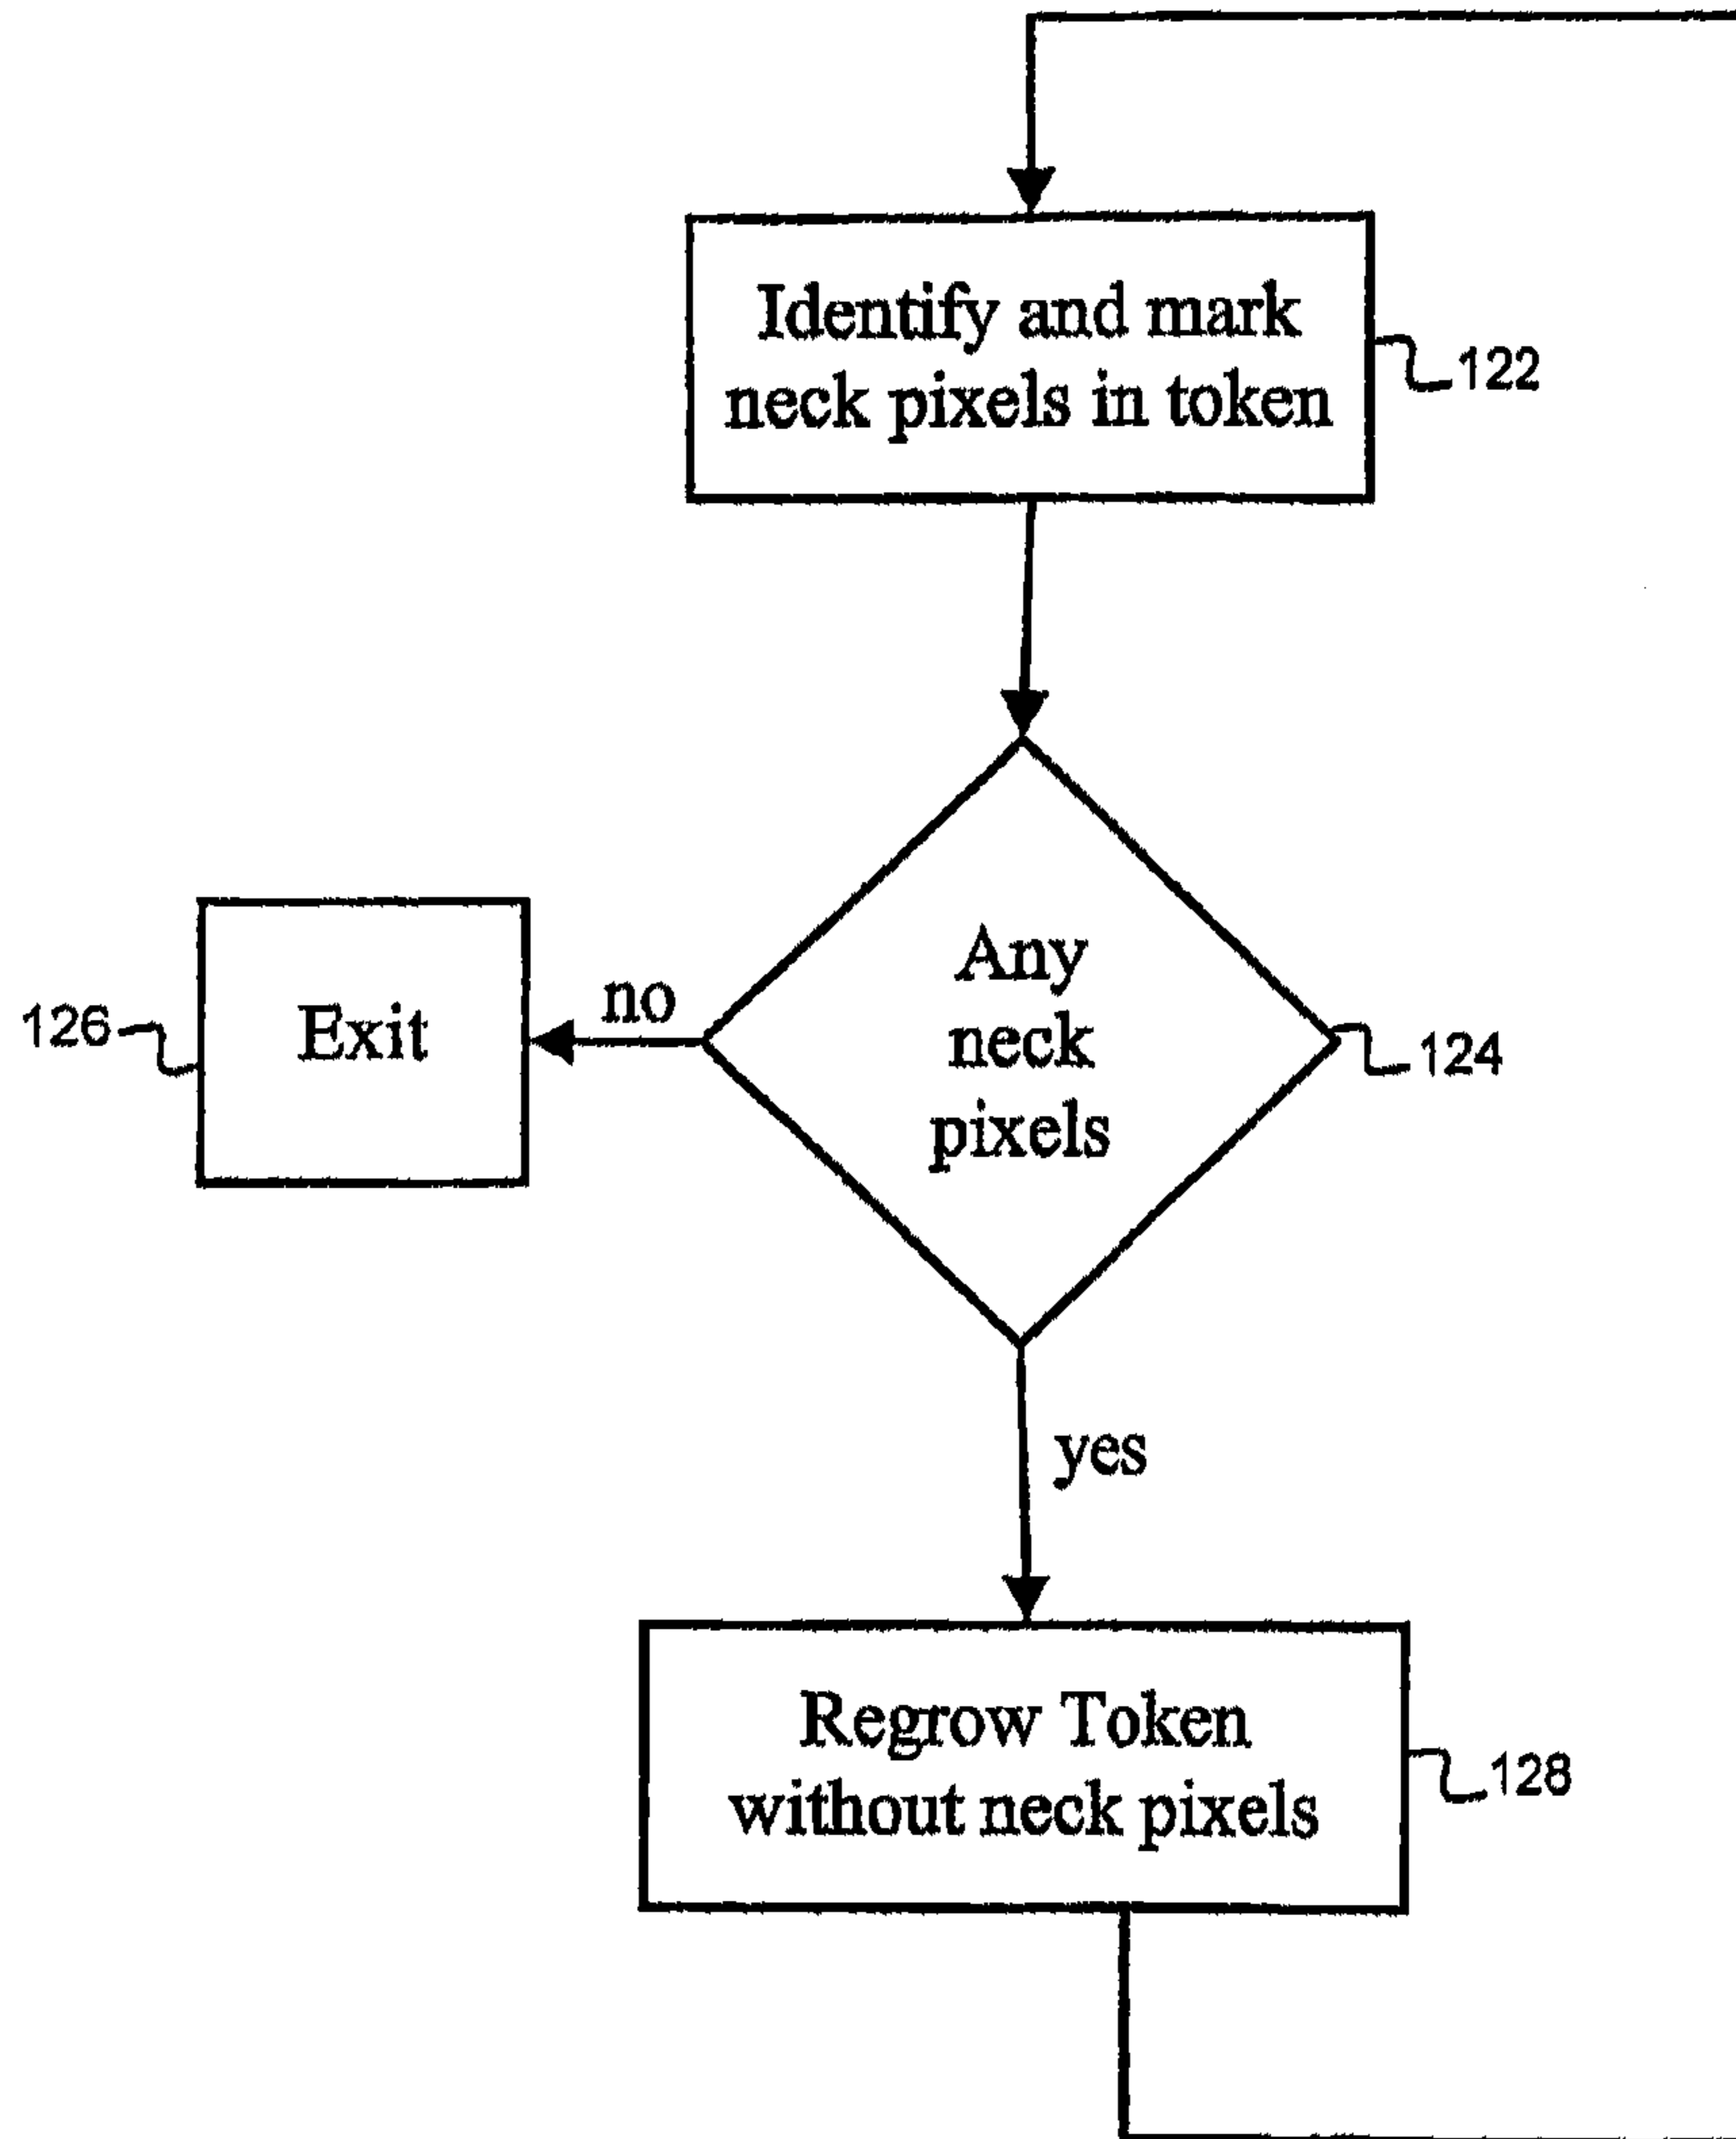 Identify and mark
neck pixels in token
122
Any
neck
pixels
124
no
Exit
126
yes
Regrow Token
without neck pixels
128